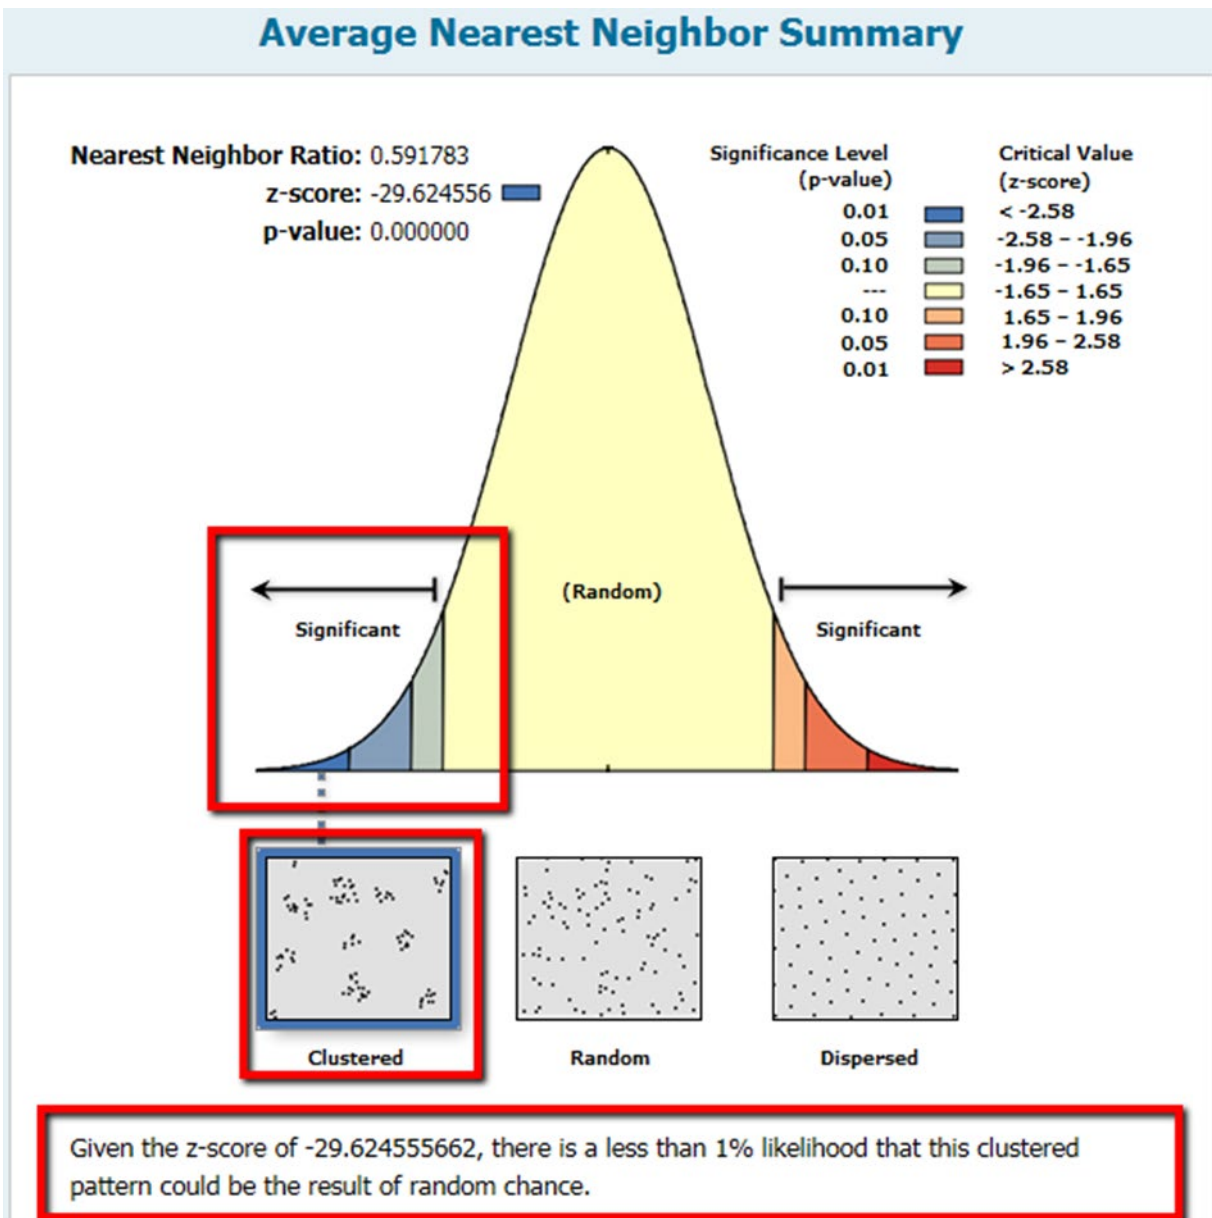 Average Nearest Neighbor Summary
Nearest Neighbor Ratio: 0.591783
z-score: -29.624556
p-value: 0.000000
Significance Level (p-value)
Critical Value (z-score)
0.01 < -2.58
0.05 -2.58 – -1.96
0.10 -1.96 – -1.65
--- -1.65 – 1.65
0.10 1.65 – 1.96
0.05 1.96 – 2.58
0.01 > 2.58
Significant
(Random)
Significant
Clustered
Random
Dispersed
Given the z-score of -29.624555662, there is a less than 1% likelihood that this clustered
pattern could be the result of random chance.